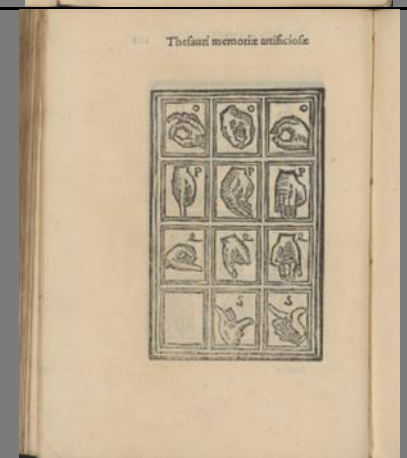 Thesauri memoriæ artificiosæ
O O O
P P P
Q Q Q
S S